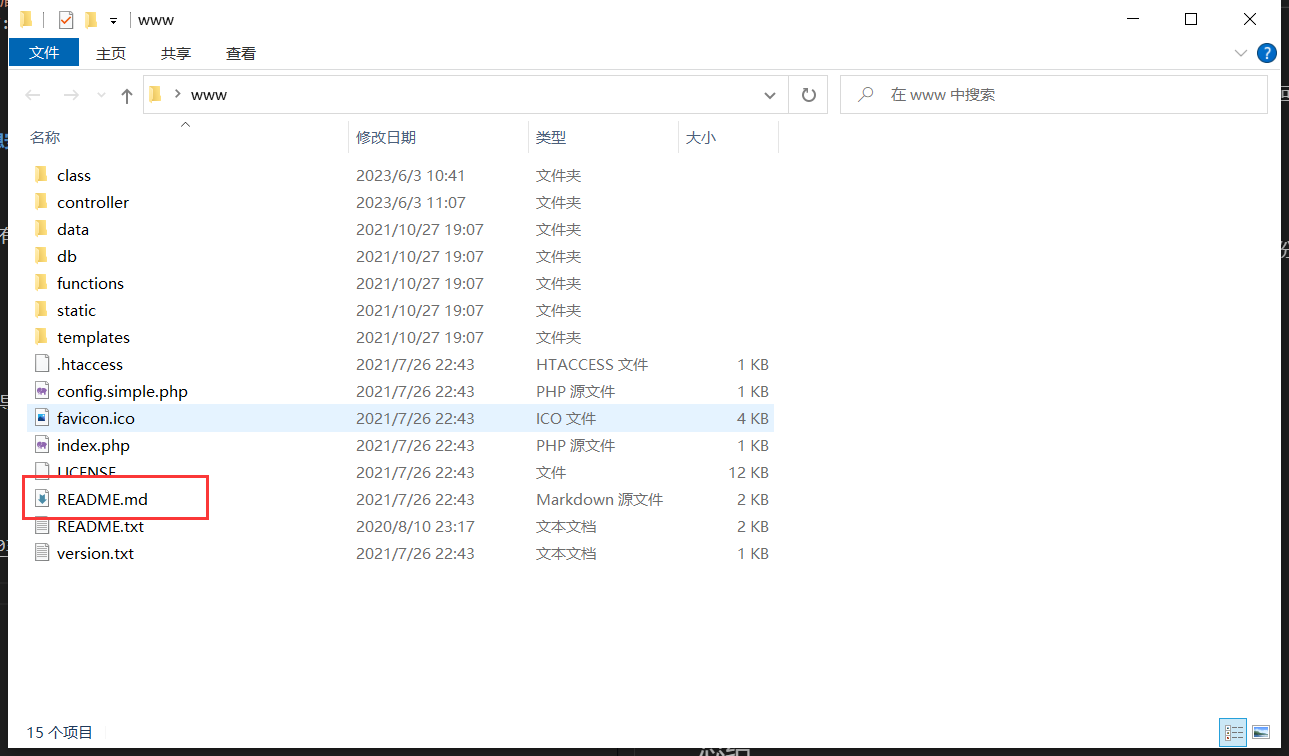 www
文件 主页 共享 查看
www 在 www 中搜索
名称 修改日期 类型 大小
class 2023/6/3 10:41 文件夹
controller 2023/6/3 11:07 文件夹
data 2021/10/27 19:07 文件夹
db 2021/10/27 19:07 文件夹
functions 2021/10/27 19:07 文件夹
static 2021/10/27 19:07 文件夹
templates 2021/10/27 19:07 文件夹
.htaccess 2021/7/26 22:43 HTACCESS 文件 1 KB
config.simple.php 2021/7/26 22:43 PHP 源文件 1 KB
favicon.ico 2021/7/26 22:43 ICO 文件 4 KB
index.php 2021/7/26 22:43 PHP 源文件 1 KB
LICENSE 2021/7/26 22:43 文件 12 KB
README.md 2021/7/26 22:43 Markdown 源文件 2 KB
README.txt 2020/8/10 23:17 文本文档 2 KB
version.txt 2021/7/26 22:43 文本文档 1 KB
15 个项目